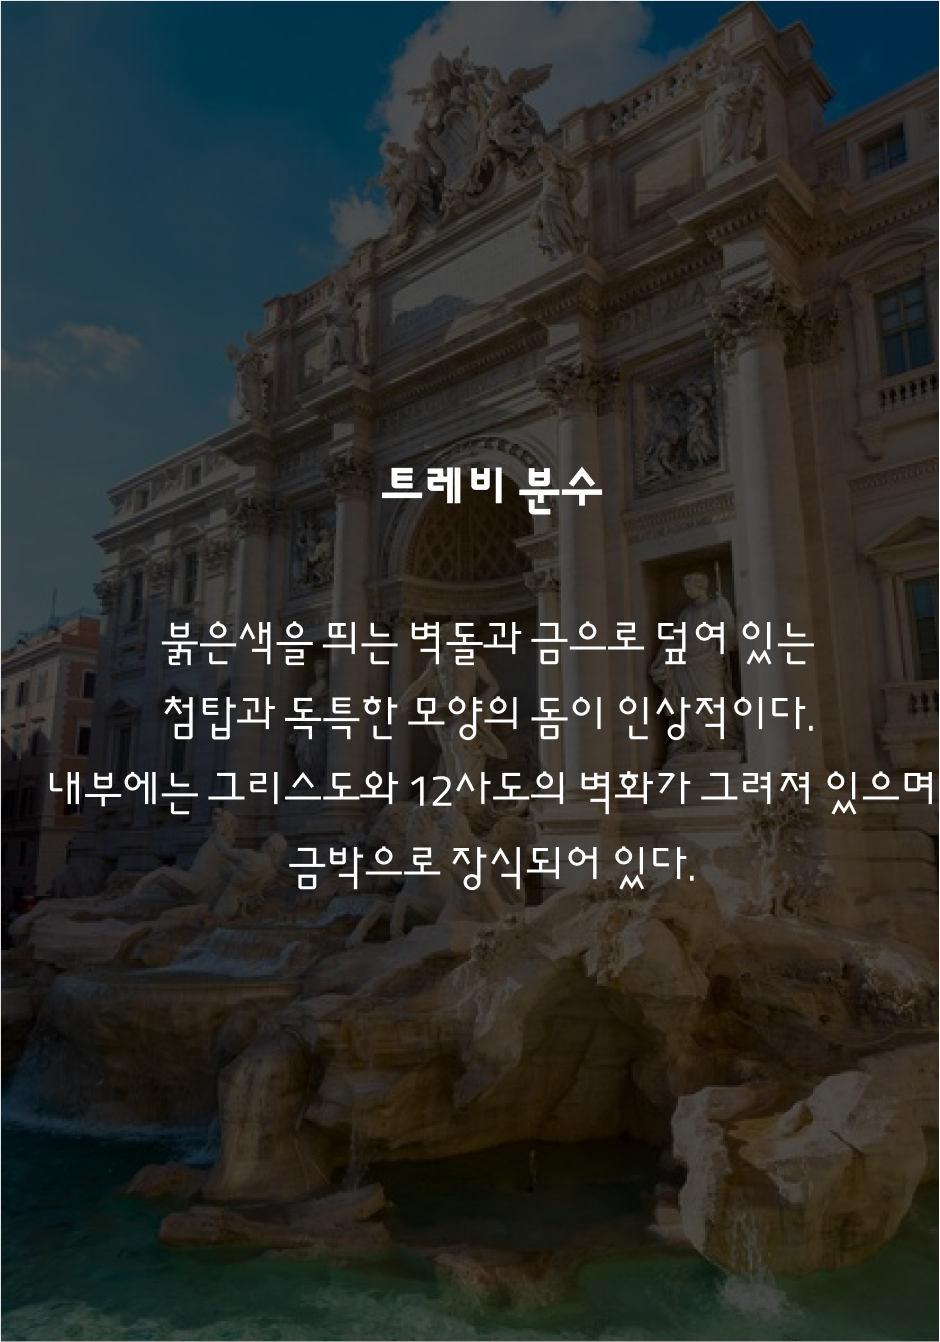 트레비 분수
붉은색을 띄는 벽돌과 금으로 덮여 있는
첨탑과 독특한 모양의 돔이 인상적이다.
내부에는 그리스도와 12사도의 벽화가 그려져 있으며
금박으로 장식되어 있다.